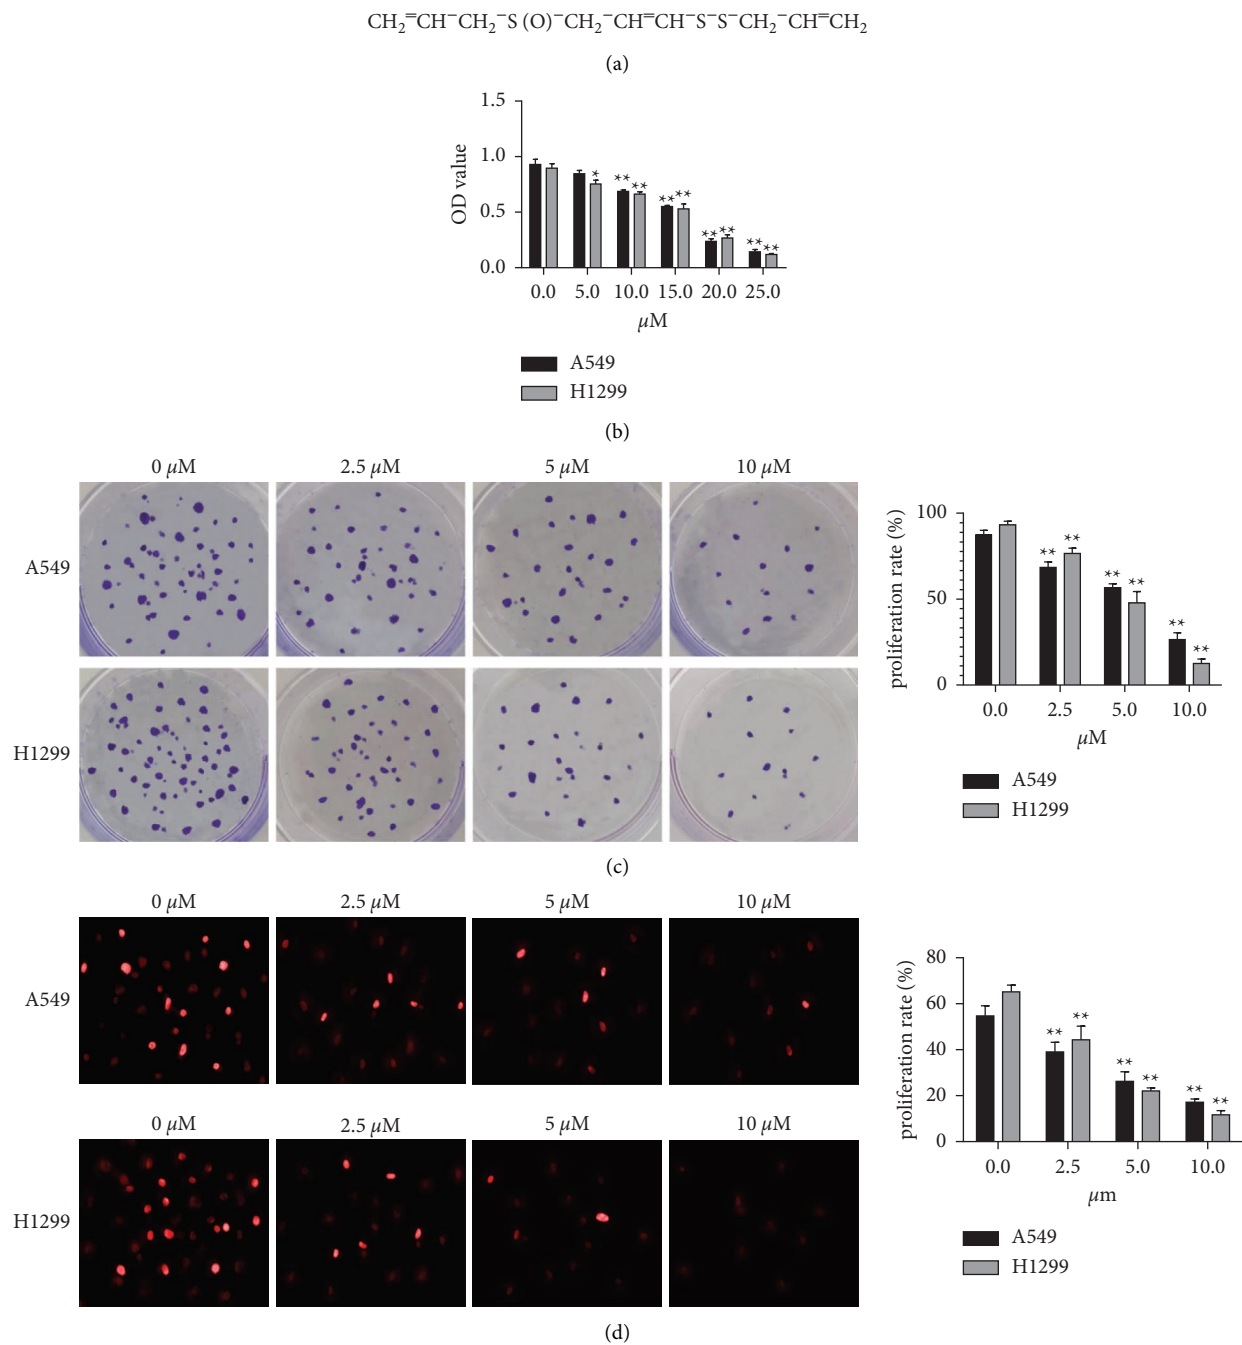 CH₂=CH-CH₂-S(O)-CH₂-CH=CH-S-S-CH₂-CH=CH₂
(a)
1.5
1.0
0.5
0.0
OD value
* ** ** ** ** ** ** ** **
0.0 5.0 10.0 15.0 20.0 25.0
µM
A549
H1299
(b)
0 µM 2.5 µM 5 µM 10 µM
A549
H1299
100
50
0
proliferation rate (%)
** ** ** ** ** **
0.0 2.5 5.0 10.0
µM
A549
H1299
(c)
0 µM 2.5 µM 5 µM 10 µM
A549
0 µM 2.5 µM 5 µM 10 µM
H1299
80
60
40
20
0
proliferation rate (%)
** ** ** ** ** **
0.0 2.5 5.0 10.0
µm
A549
H1299
(d)